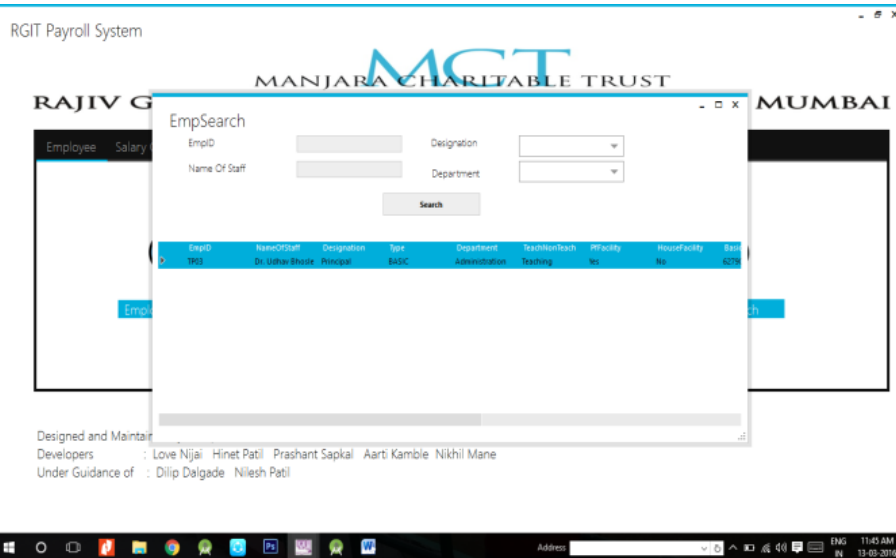 RGIT Payroll System
MCT
MANJARA CHARITABLE TRUST
RAJIV G MUMBAI
EmpSearch
Employee Salary
EmpID Designation
Name Of Staff Department
Search
EmpID NameOfStaff Designation Type Department TeachNonTeach PfFacility HouseFacility Basic
TP03 Dr. Udhav Bhosle Principal BASIC Administration Teaching Yes No
Designed and Maintain
Developers : Love Nijai Hinet Patil Prashant Sapkal Aarti Kamble Nikhil Mane
Under Guidance of : Dilip Dalgade Nilesh Patil
Address ENG 11:45 AM
IN